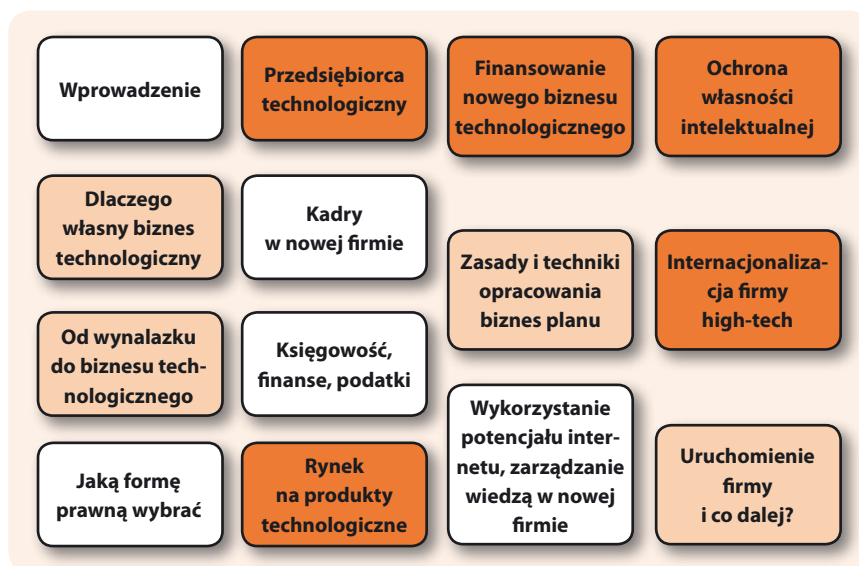 Wprowadzenie
Przedsiębiorca
technologiczny
Finansowanie
nowego biznesu
technologicznego
Ochrona
własności
intelektualnej
Dlaczego
własny biznes
technologiczny
Kadry
w nowej firmie
Zasady i techniki
opracowania
biznes planu
Internacjonaliza-
cja firmy
high-tech
Od wynalazku
do biznesu tech-
nologicznego
Księgowość,
finanse, podatki
Wykorzystanie
potencjału inter-
netu, zarządzanie
wiedzą w nowej
firmie
Jaką formę
prawną wybrać
Rynek
na produkty
technologiczne
Uruchomienie
firmy
i co dalej?